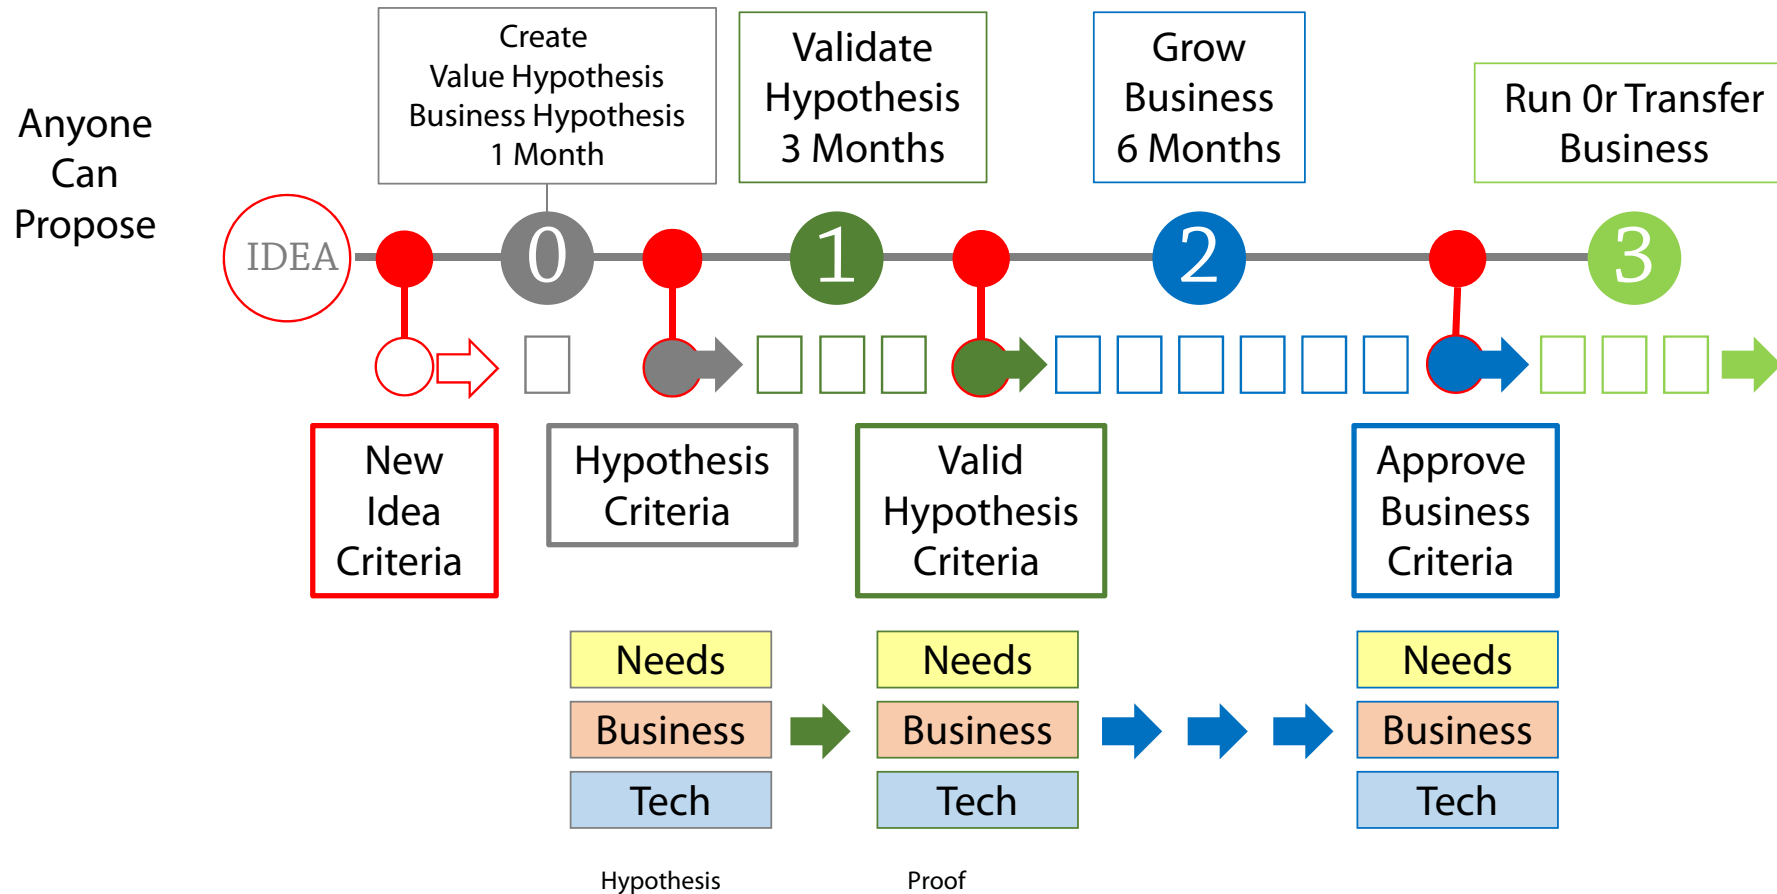 Anyone
Can
Propose
Create
Value Hypothesis
Business Hypothesis
1 Month
Validate
Hypothesis
3 Months
Grow
Business
6 Months
Run 0r Transfer
Business
IDEA
0
1
2
3
New
Idea
Criteria
Hypothesis
Criteria
Valid
Hypothesis
Criteria
Approve
Business
Criteria
Needs
Business
Tech
Needs
Business
Tech
Needs
Business
Tech
Hypothesis
Proof